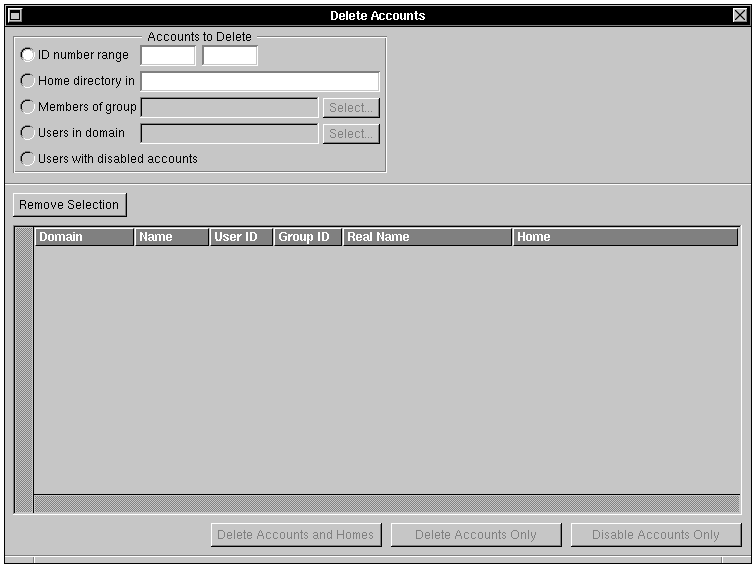 Delete Accounts
Accounts to Delete
ID number range
Home directory in
Members of group Select...
Users in domain Select...
Users with disabled accounts
Remove Selection
Domain Name User ID Group ID Real Name Home
Delete Accounts and Homes Delete Accounts Only Disable Accounts Only